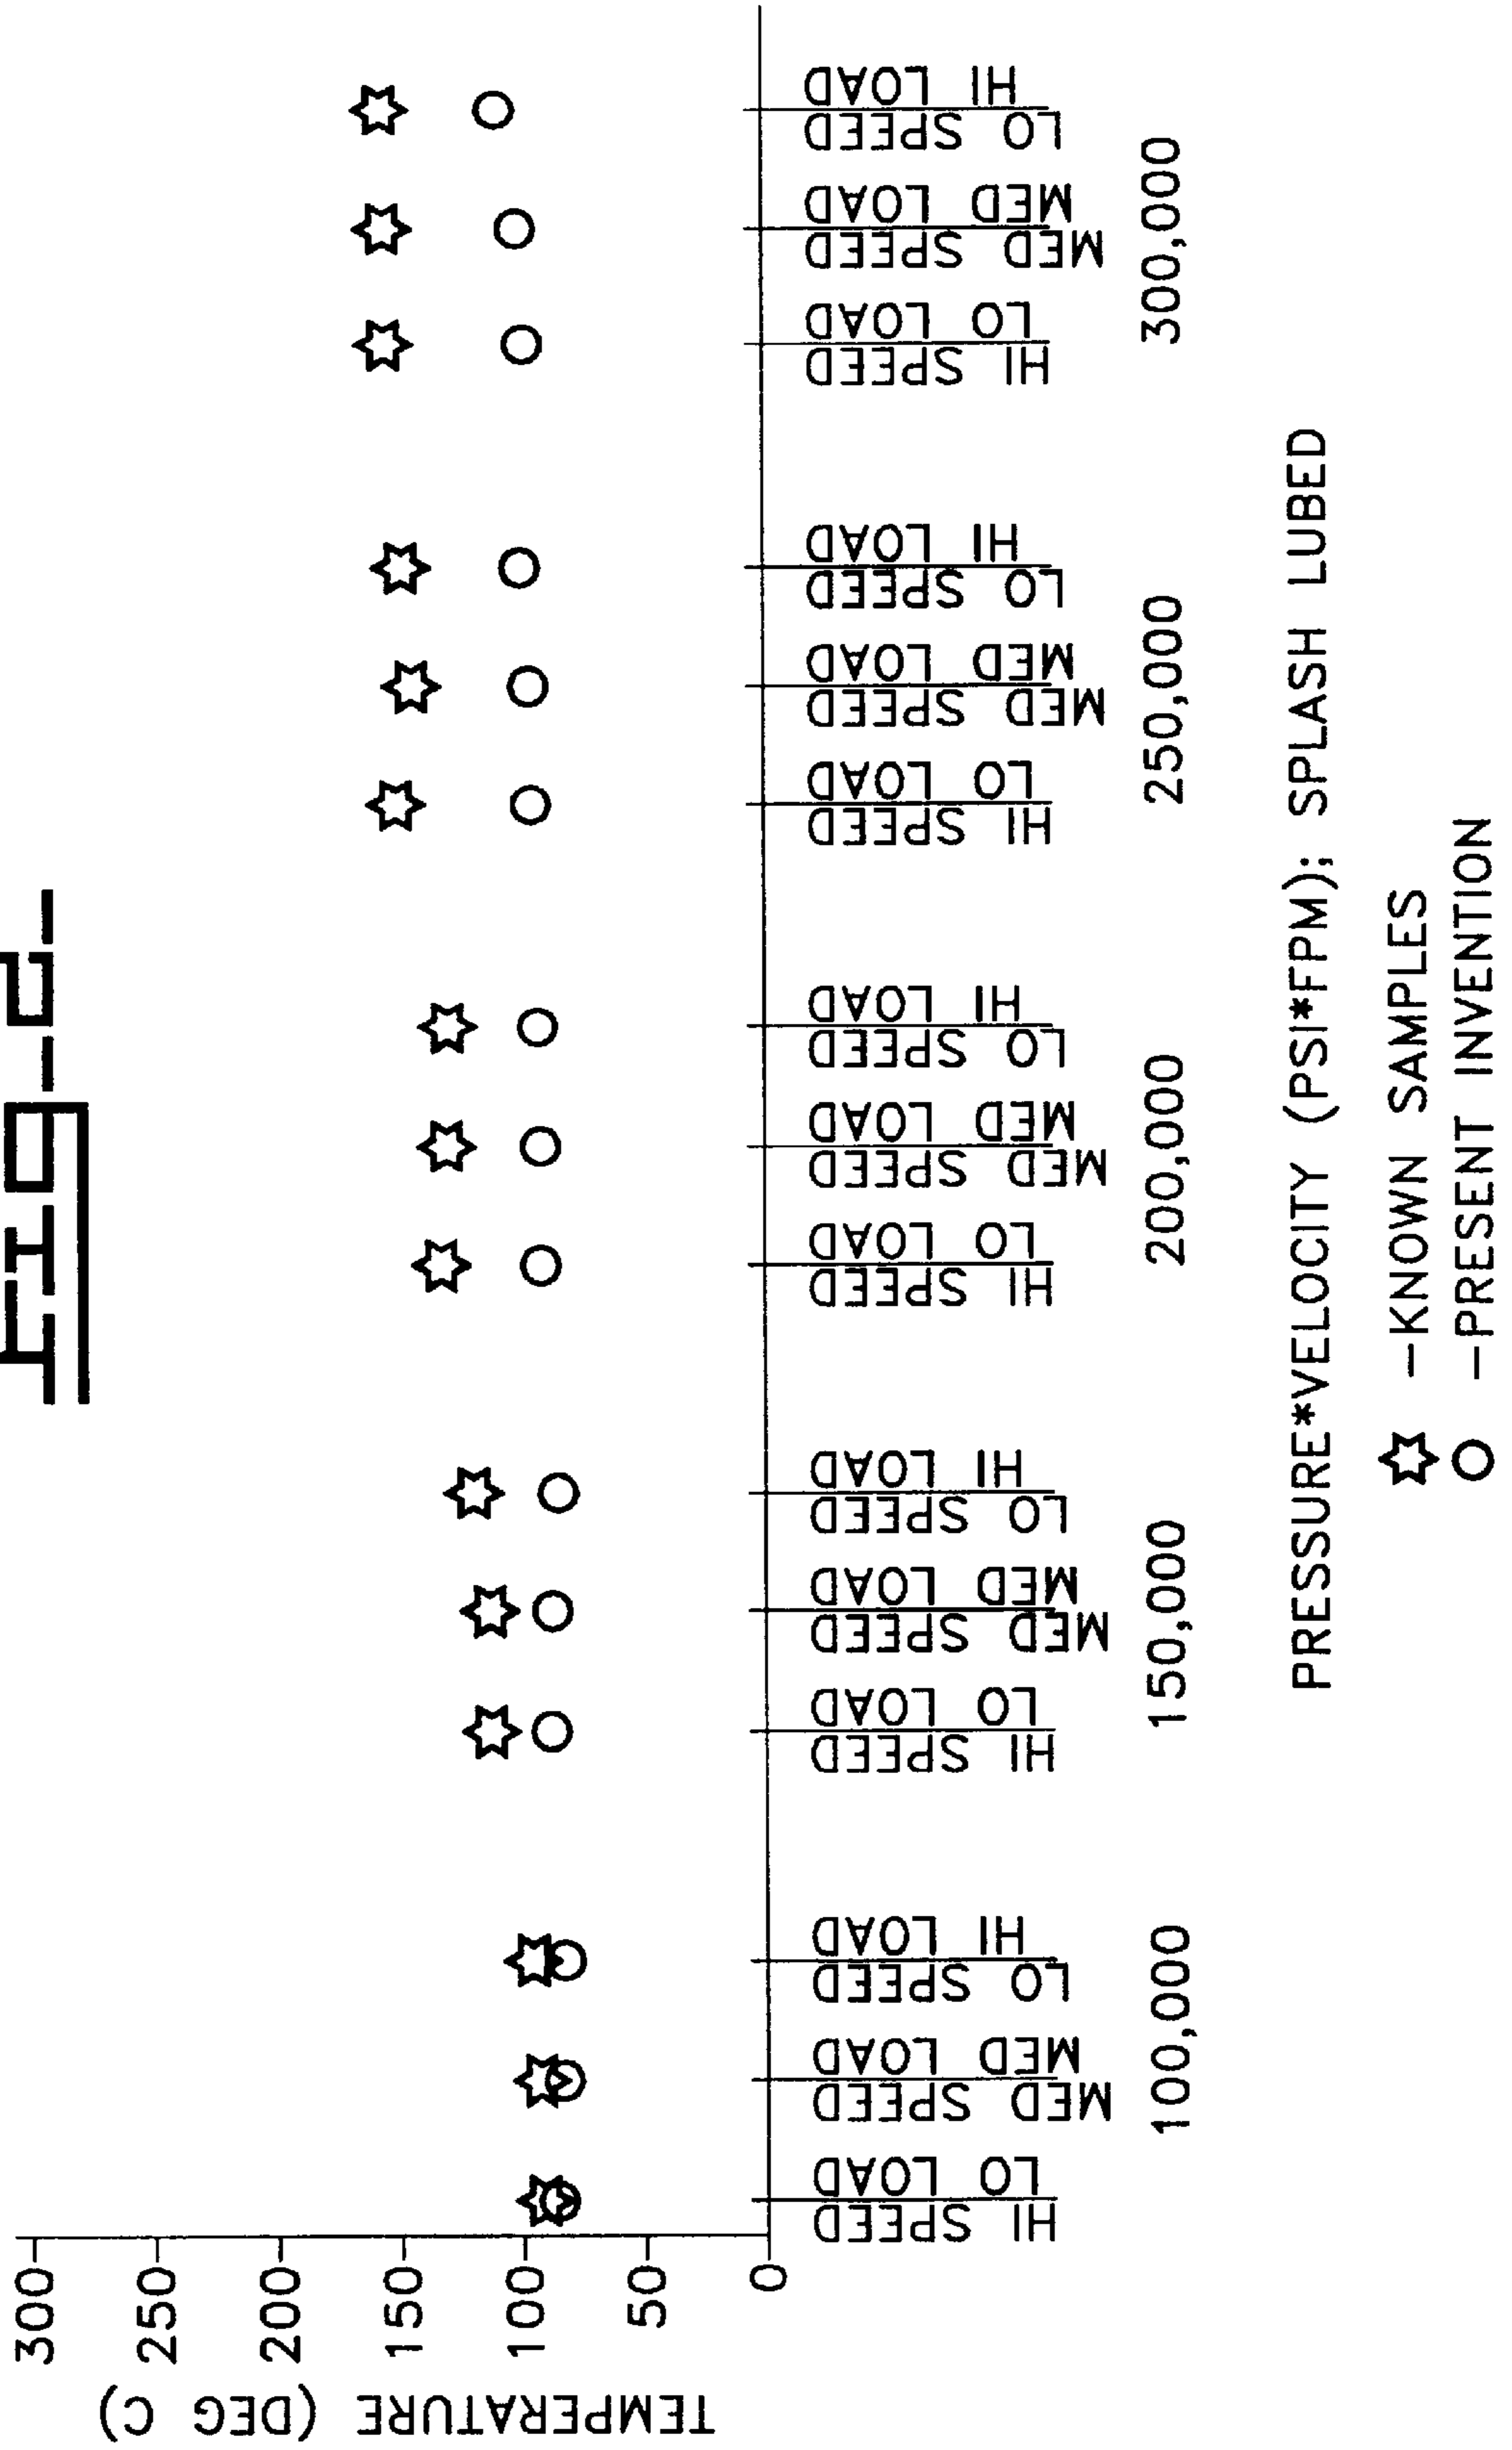 TEMPERATURE (DEG C)
300
250
200
150
100
50
0
HI SPEED
LO LOAD
MED SPEED
MED LOAD
LO SPEED
HI LOAD
HI SPEED
LO LOAD
MED SPEED
MED LOAD
LO SPEED
HI LOAD
HI SPEED
LO LOAD
MED SPEED
MED LOAD
LO SPEED
HI LOAD
HI SPEED
LO LOAD
MED SPEED
MED LOAD
LO SPEED
HI LOAD
HI SPEED
LO LOAD
MED SPEED
MED LOAD
LO SPEED
HI LOAD
100,000
150,000
200,000
250,000
300,000
PRESSURE*VELOCITY (PSI*FPM); SPLASH LUBED
-KNOWN SAMPLES
-PRESENT INVENTION